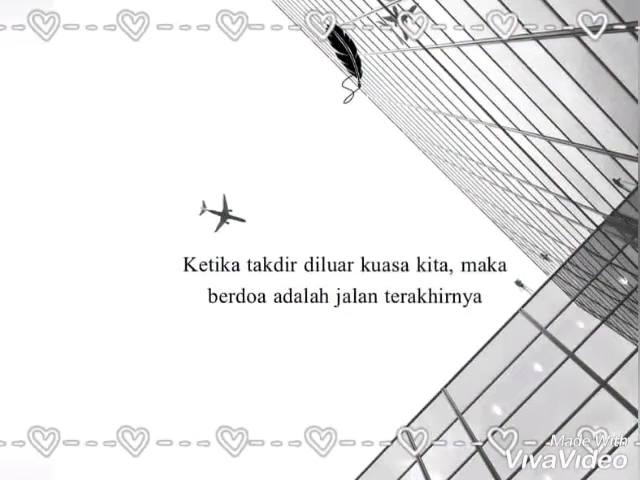 Ketika takdir diluar kuasa kita, maka
berdoa adalah jalan terakhirnya
Made With
VivaVideo